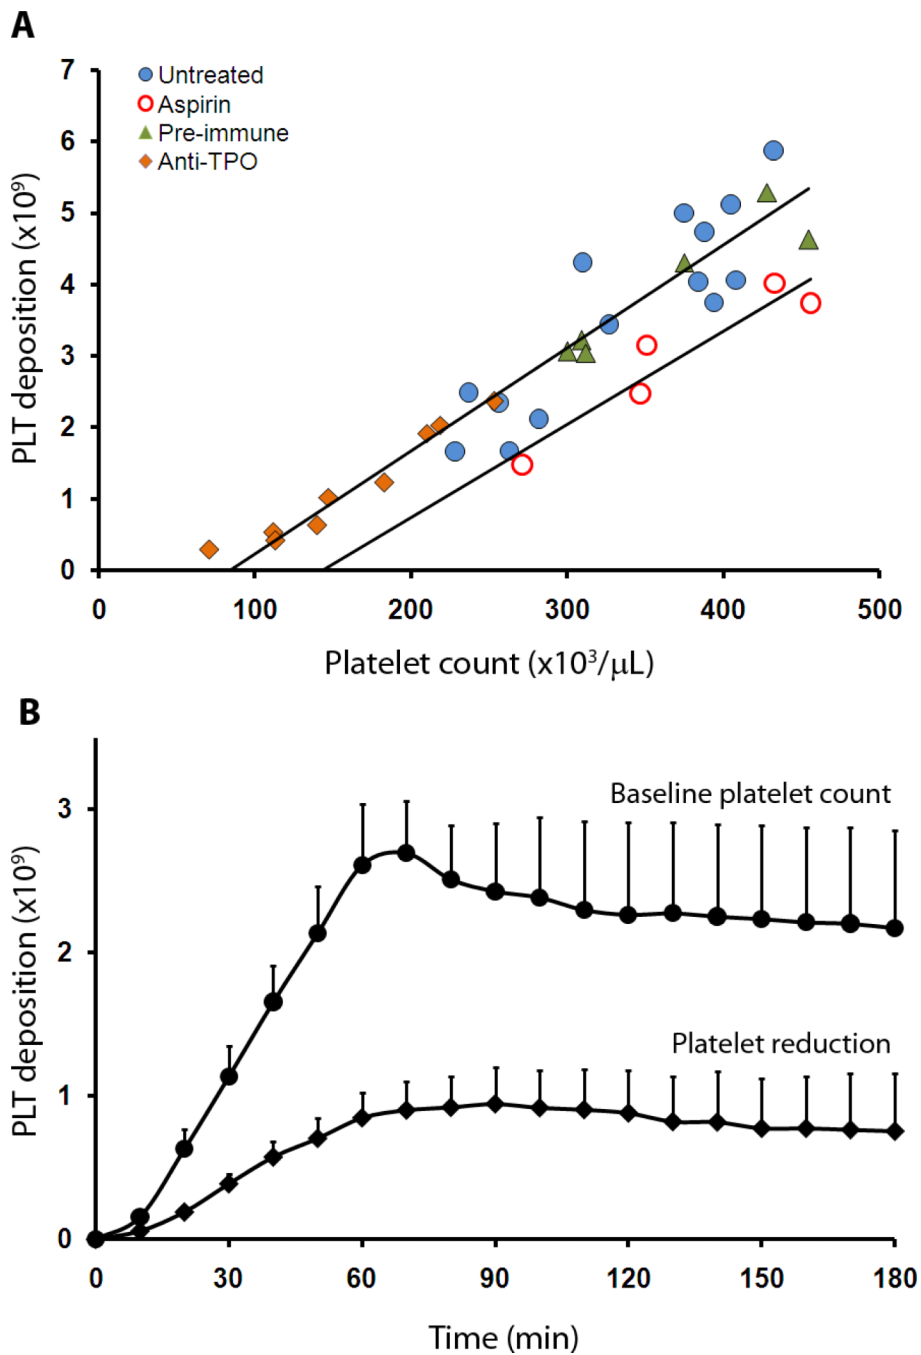 A
7
6
5
4
3
2
1
0
PLT deposition (x10⁹)
Untreated
Aspirin
Pre-immune
Anti-TPO
0 100 200 300 400 500
Platelet count (x10³/μL)
B
3
2
1
0
PLT deposition (x10⁹)
Baseline platelet count
Platelet reduction
0 30 60 90 120 150 180
Time (min)